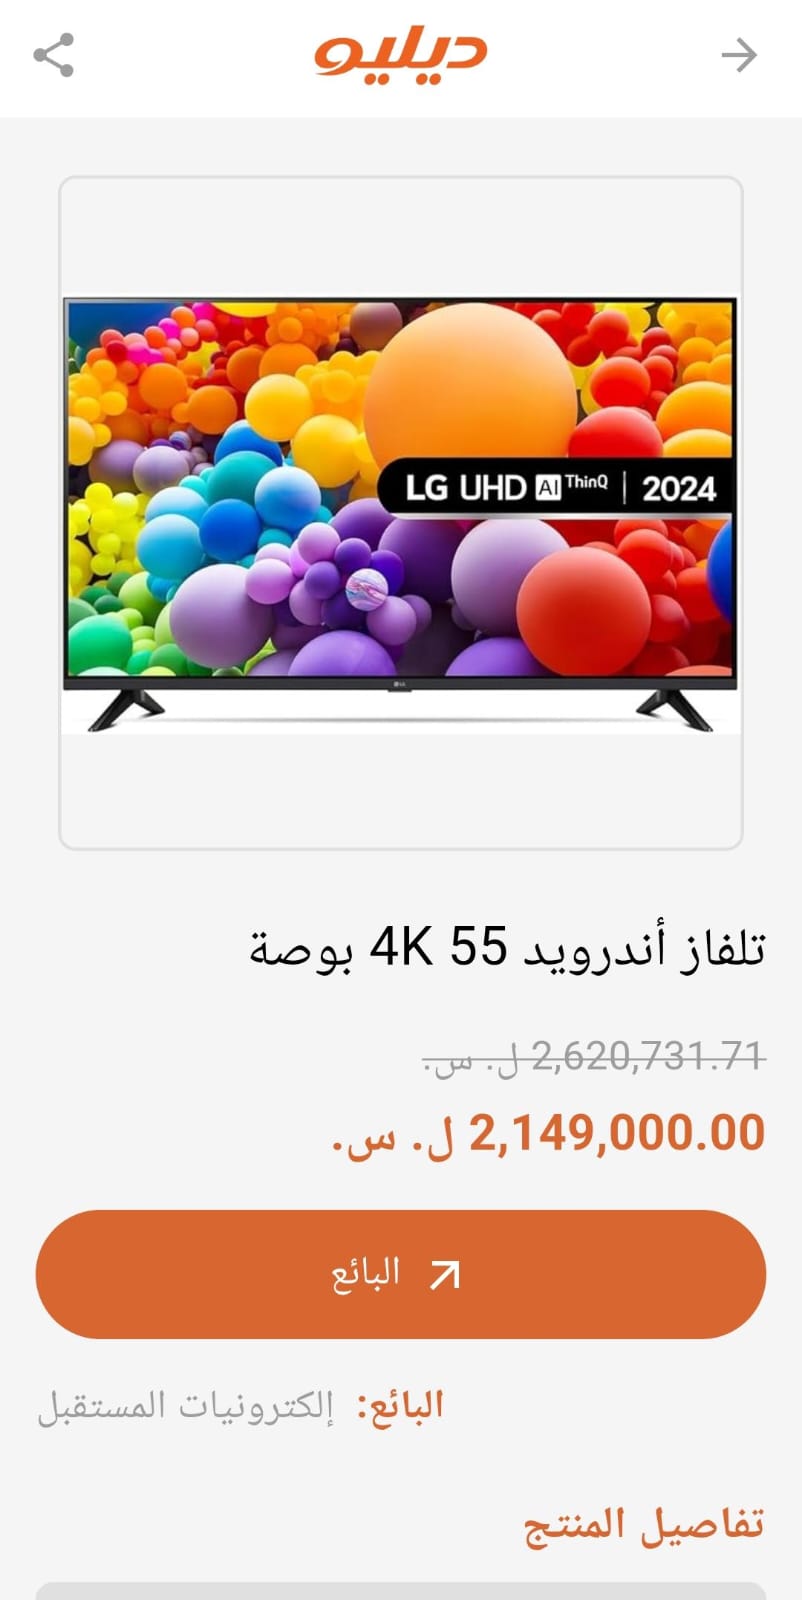 ديليو
LG UHD AI ThinQ | 2024
LG
تلفاز أندرويد 4K 55 بوصة
2,620,731.71 ل. س.
2,149,000.00 ل. س.
البائع
البائع: إلكترونيات المستقبل
تفاصيل المنتج